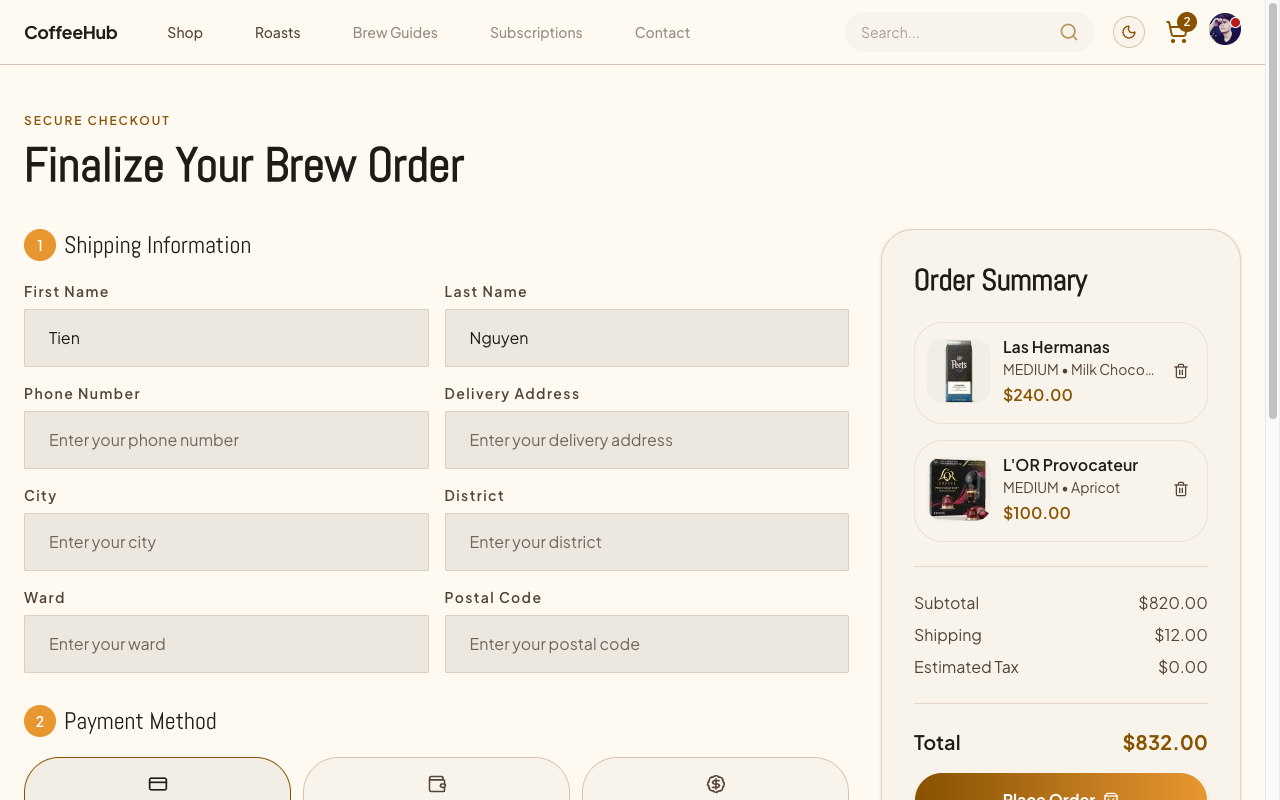 CoffeeHub
Shop
Roasts
Brew Guides
Subscriptions
Contact
Search...
2
SECURE CHECKOUT
Finalize Your Brew Order
1 Shipping Information
First Name
Last Name
Tien
Nguyen
Phone Number
Delivery Address
Enter your phone number
Enter your delivery address
City
District
Enter your city
Enter your district
Ward
Postal Code
Enter your ward
Enter your postal code
2 Payment Method
Order Summary
Peet's
Las Hermanas
MEDIUM • Milk Choco...
$240.00
L'OR
L'OR Provocateur
MEDIUM • Apricot
$100.00
Subtotal $820.00
Shipping $12.00
Estimated Tax $0.00
Total $832.00
Place Order